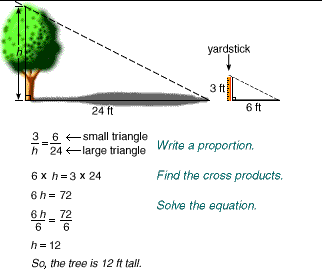 h
yardstick
3 ft
24 ft
6 ft
3/h = 6/24 ← small triangle
← large triangle
Write a proportion.
6 x h = 3 x 24
Find the cross products.
6 h = 72
Solve the equation.
6 h/6 = 72/6
h = 12
So, the tree is 12 ft tall.